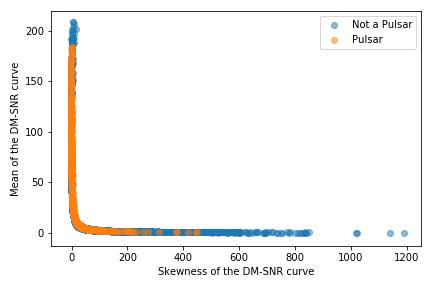 Not a Pulsar
Pulsar
Mean of the DM-SNR curve
200
150
100
50
0
0 200 400 600 800 1000 1200
Skewness of the DM-SNR curve